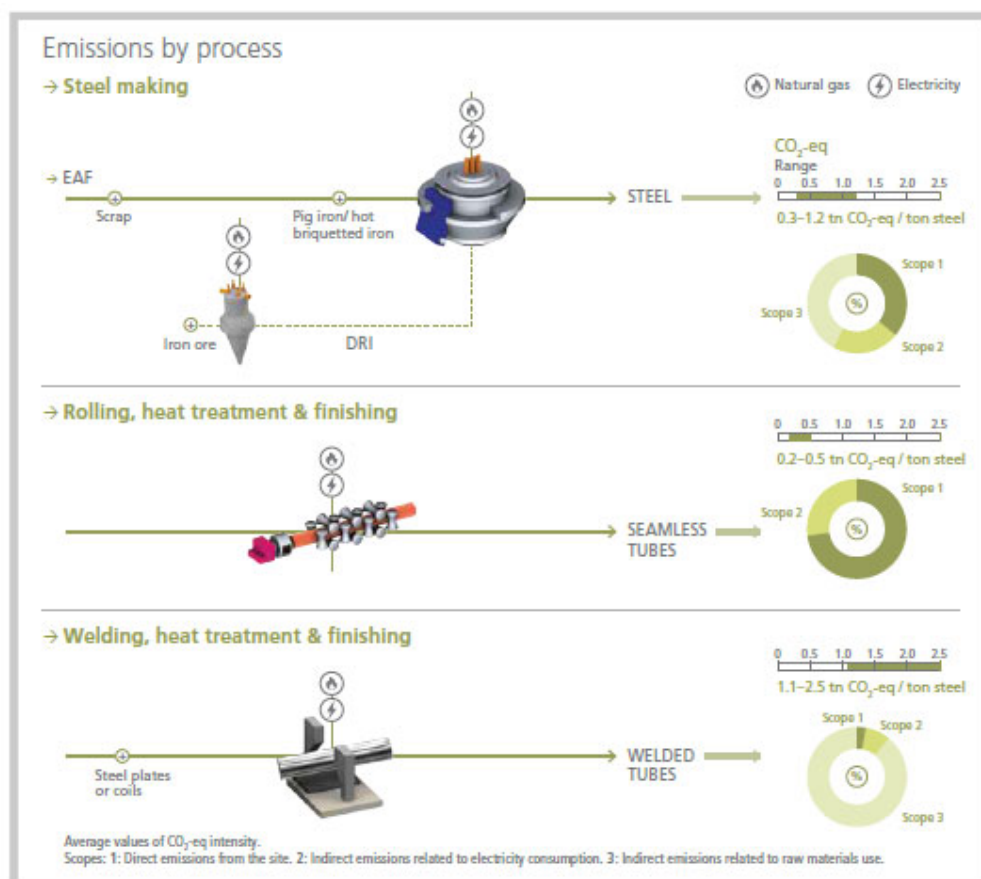 Emissions by process
→ Steel making
Natural gas
Electricity
CO₂-eq
Range
→ EAF
STEEL
0 0.5 1.0 1.5 2.0 2.5
Scrap
Pig iron/ hot
briquetted iron
0.3–1.2 tn CO₂-eq / ton steel
Scope 1
%
Scope 3
Scope 2
Iron ore
DRI
→ Rolling, heat treatment & finishing
0 0.5 1.0 1.5 2.0 2.5
0.2–0.5 tn CO₂-eq / ton steel
Scope 1
Scope 2
%
SEAMLESS
TUBES
→ Welding, heat treatment & finishing
0 0.5 1.0 1.5 2.0 2.5
1.1–2.5 tn CO₂-eq / ton steel
Scope 1
Scope 2
WELDED
TUBES
%
Steel plates
or coils
Scope 3
Average values of CO₂-eq intensity.
Scopes: 1: Direct emissions from the site. 2: Indirect emissions related to electricity consumption. 3: Indirect emissions related to raw materials use.